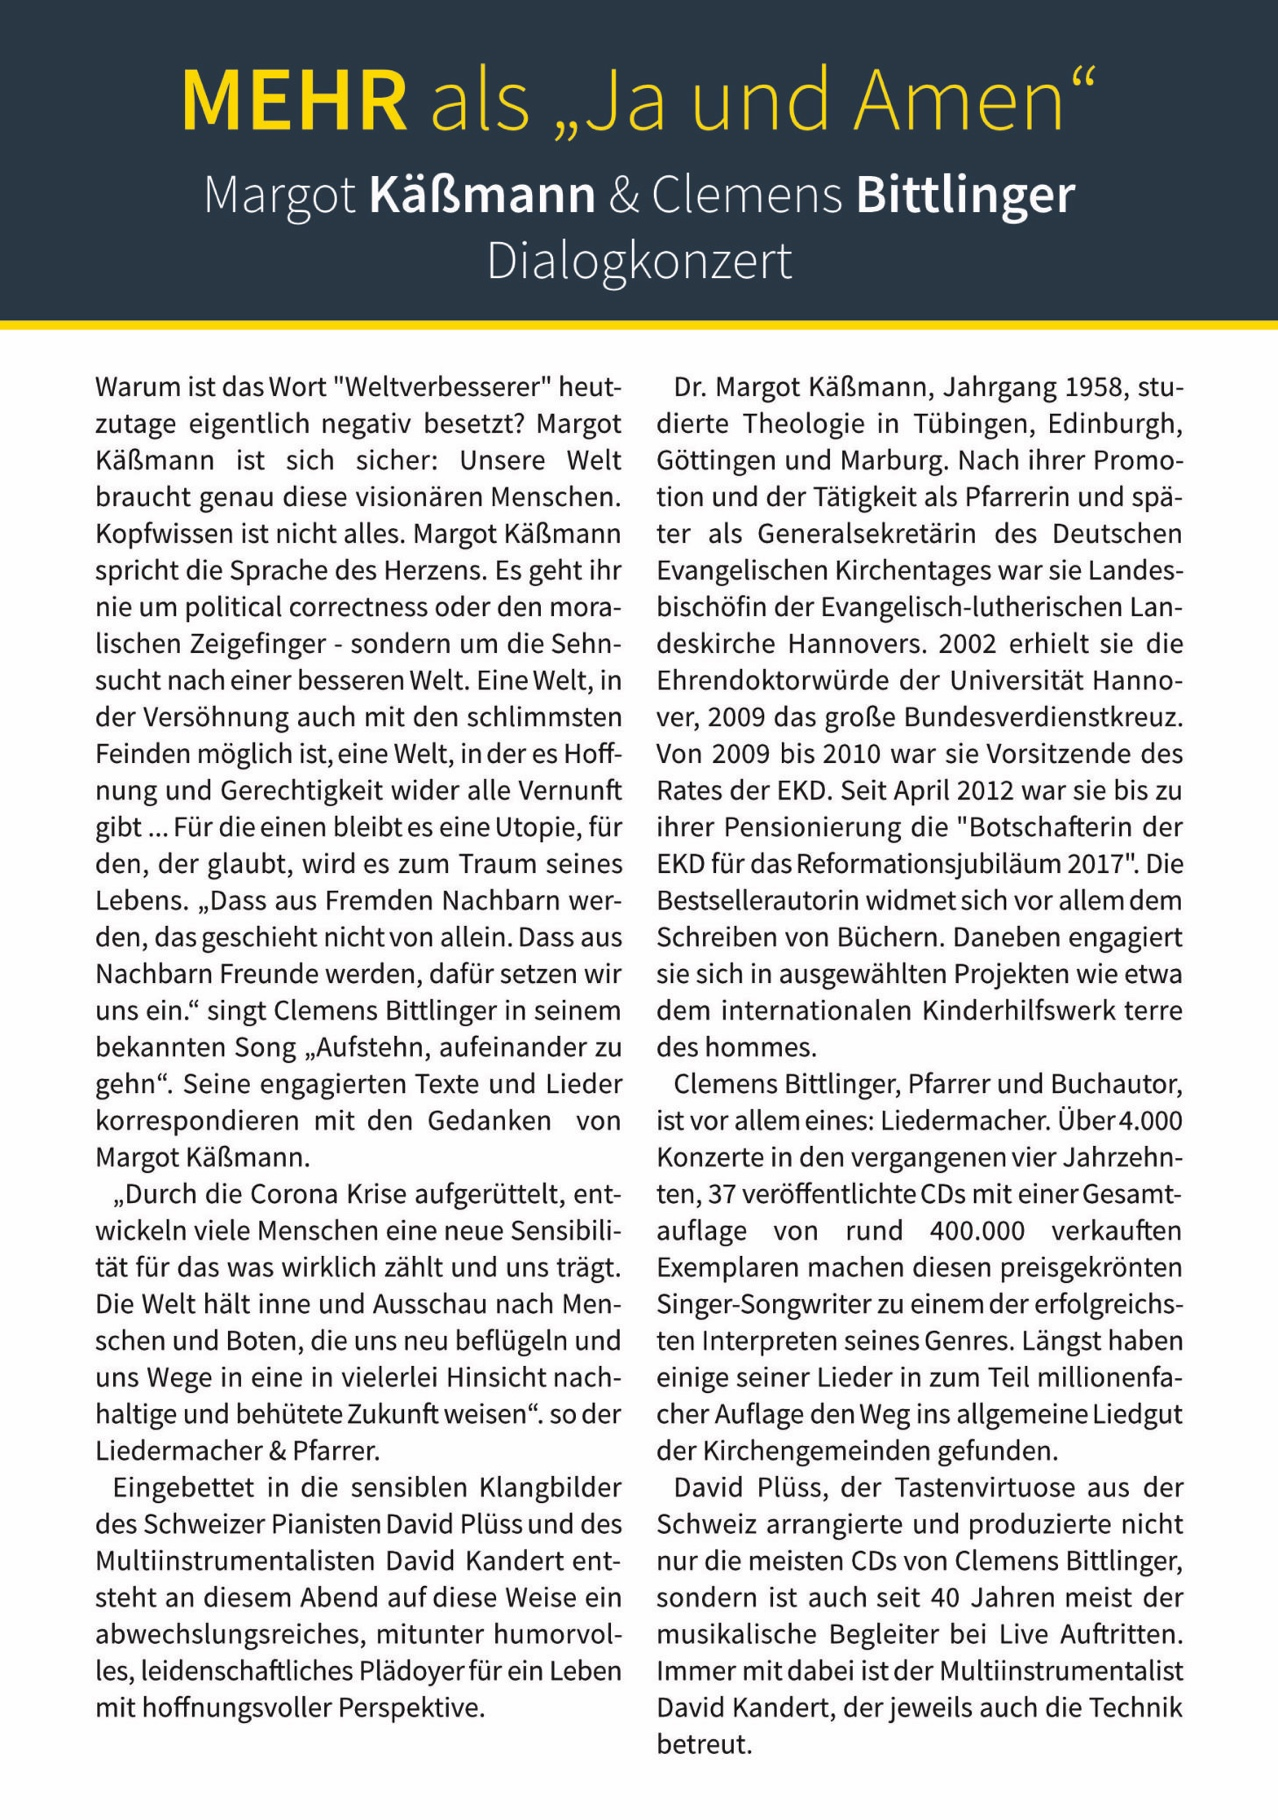 MEHR als „Ja und Amen“
Margot Käßmann & Clemens Bittlinger
Dialogkonzert
Warum ist das Wort "Weltverbesserer" heut-
zutage eigentlich negativ besetzt? Margot
Käßmann ist sich sicher: Unsere Welt
braucht genau diese visionären Menschen.
Kopfwissen ist nicht alles. Margot Käßmann
spricht die Sprache des Herzens. Es geht ihr
nie um political correctness oder den mora-
lischen Zeigefinger - sondern um die Sehn-
sucht nach einer besseren Welt. Eine Welt, in
der Versöhnung auch mit den schlimmsten
Feinden möglich ist, eine Welt, in der es Hoff-
nung und Gerechtigkeit wider alle Vernunft
gibt ... Für die einen bleibt es eine Utopie, für
den, der glaubt, wird es zum Traum seines
Lebens. „Dass aus Fremden Nachbarn wer-
den, das geschieht nicht von allein. Dass aus
Nachbarn Freunde werden, dafür setzen wir
uns ein.“ singt Clemens Bittlinger in seinem
bekannten Song „Aufstehn, aufeinander zu
gehn“. Seine engagierten Texte und Lieder
korrespondieren mit den Gedanken von
Margot Käßmann.
„Durch die Corona Krise aufgerüttelt, ent-
wickeln viele Menschen eine neue Sensibili-
tät für das was wirklich zählt und uns trägt.
Die Welt hält inne und Ausschau nach Men-
schen und Boten, die uns neu beflügeln und
uns Wege in eine in vielerlei Hinsicht nach-
haltige und behütete Zukunft weisen“. so der
Liedermacher & Pfarrer.
Eingebettet in die sensiblen Klangbilder
des Schweizer Pianisten David Plüss und des
Multiinstrumentalisten David Kandert ent-
steht an diesem Abend auf diese Weise ein
abwechslungsreiches, mitunter humorvol-
les, leidenschaftliches Plädoyer für ein Leben
mit hoffnungsvoller Perspektive.
Dr. Margot Käßmann, Jahrgang 1958, stu-
dierte Theologie in Tübingen, Edinburgh,
Göttingen und Marburg. Nach ihrer Promo-
tion und der Tätigkeit als Pfarrerin und spä-
ter als Generalsekretärin des Deutschen
Evangelischen Kirchentages war sie Landes-
bischöfin der Evangelisch-lutherischen Lan-
deskirche Hannovers. 2002 erhielt sie die
Ehrendoktorwürde der Universität Hanno-
ver, 2009 das große Bundesverdienstkreuz.
Von 2009 bis 2010 war sie Vorsitzende des
Rates der EKD. Seit April 2012 war sie bis zu
ihrer Pensionierung die "Botschafterin der
EKD für das Reformationsjubiläum 2017". Die
Bestsellerautorin widmet sich vor allem dem
Schreiben von Büchern. Daneben engagiert
sie sich in ausgewählten Projekten wie etwa
dem internationalen Kinderhilfswerk terre
des hommes.
Clemens Bittlinger, Pfarrer und Buchautor,
ist vor allem eines: Liedermacher. Über 4.000
Konzerte in den vergangenen vier Jahrzehn-
ten, 37 veröffentlichte CDs mit einer Gesamt-
auflage von rund 400.000 verkauften
Exemplaren machen diesen preisgekrönten
Singer-Songwriter zu einem der erfolgreichs-
ten Interpreten seines Genres. Längst haben
einige seiner Lieder in zum Teil millionenfa-
cher Auflage den Weg ins allgemeine Liedgut
der Kirchengemeinden gefunden.
David Plüss, der Tastenvirtuose aus der
Schweiz arrangierte und produzierte nicht
nur die meisten CDs von Clemens Bittlinger,
sondern ist auch seit 40 Jahren meist der
musikalische Begleiter bei Live Auftritten.
Immer mit dabei ist der Multiinstrumentalist
David Kandert, der jeweils auch die Technik
betreut.